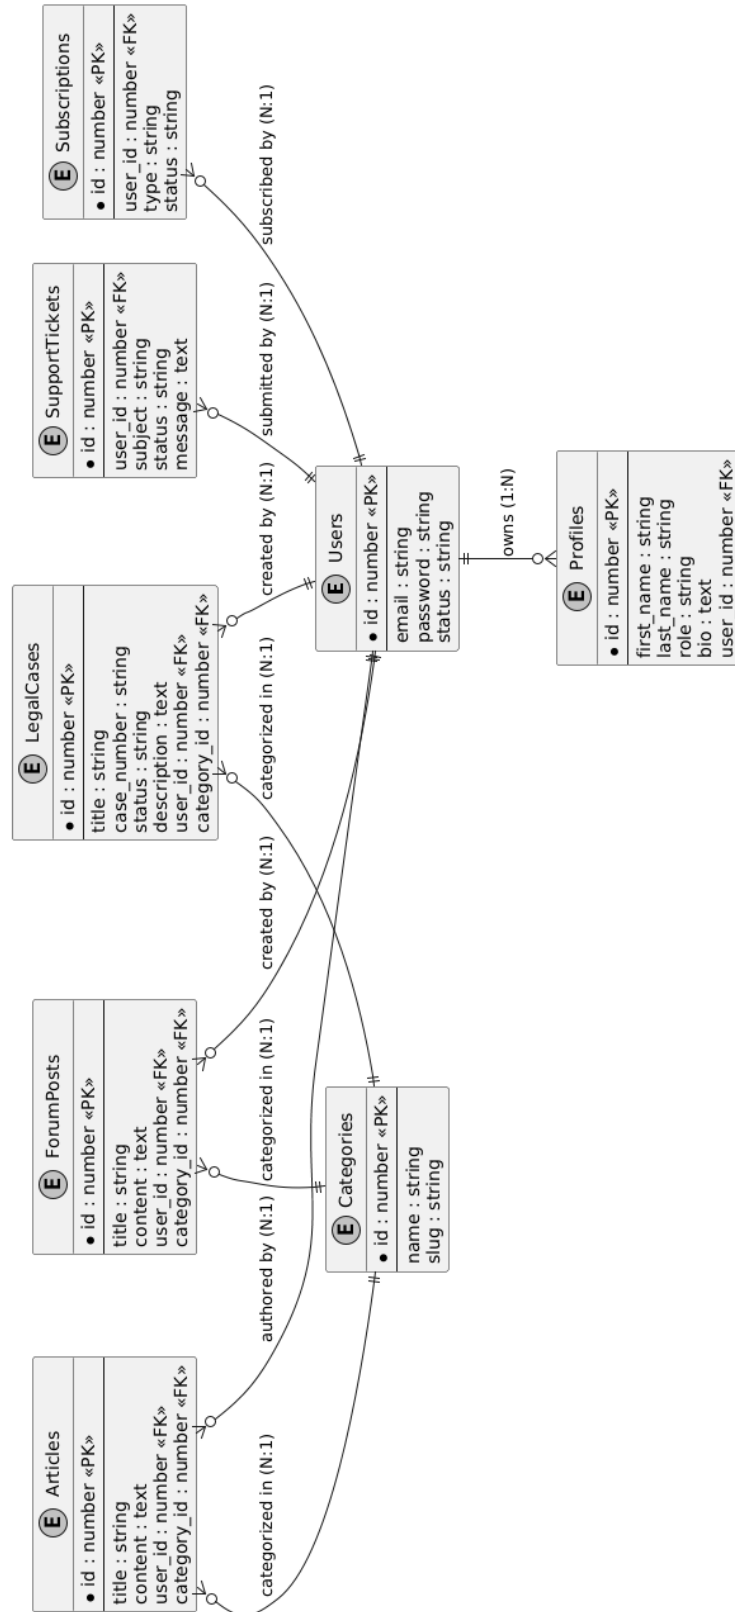 E Articles
● id : number «PK»
title : string
content : text
user_id : number «FK»
category_id : number «FK»
E ForumPosts
● id : number «PK»
title : string
content : text
user_id : number «FK»
category_id : number «FK»
E LegalCases
● id : number «PK»
title : string
case_number : string
status : string
description : text
user_id : number «FK»
category_id : number «FK»
E SupportTickets
● id : number «PK»
user_id : number «FK»
subject : string
status : string
message : text
E Subscriptions
● id : number «PK»
user_id : number «FK»
type : string
status : string
categorized in (N:1)
authored by (N:1)
categorized in (N:1)
created by (N:1)
categorized in (N:1)
created by (N:1)
submitted by (N:1)
subscribed by (N:1)
E Categories
● id : number «PK»
name : string
slug : string
E Users
● id : number «PK»
email : string
password : string
status : string
owns (1:N)
E Profiles
● id : number «PK»
first_name : string
last_name : string
role : string
bio : text
user_id : number «FK»